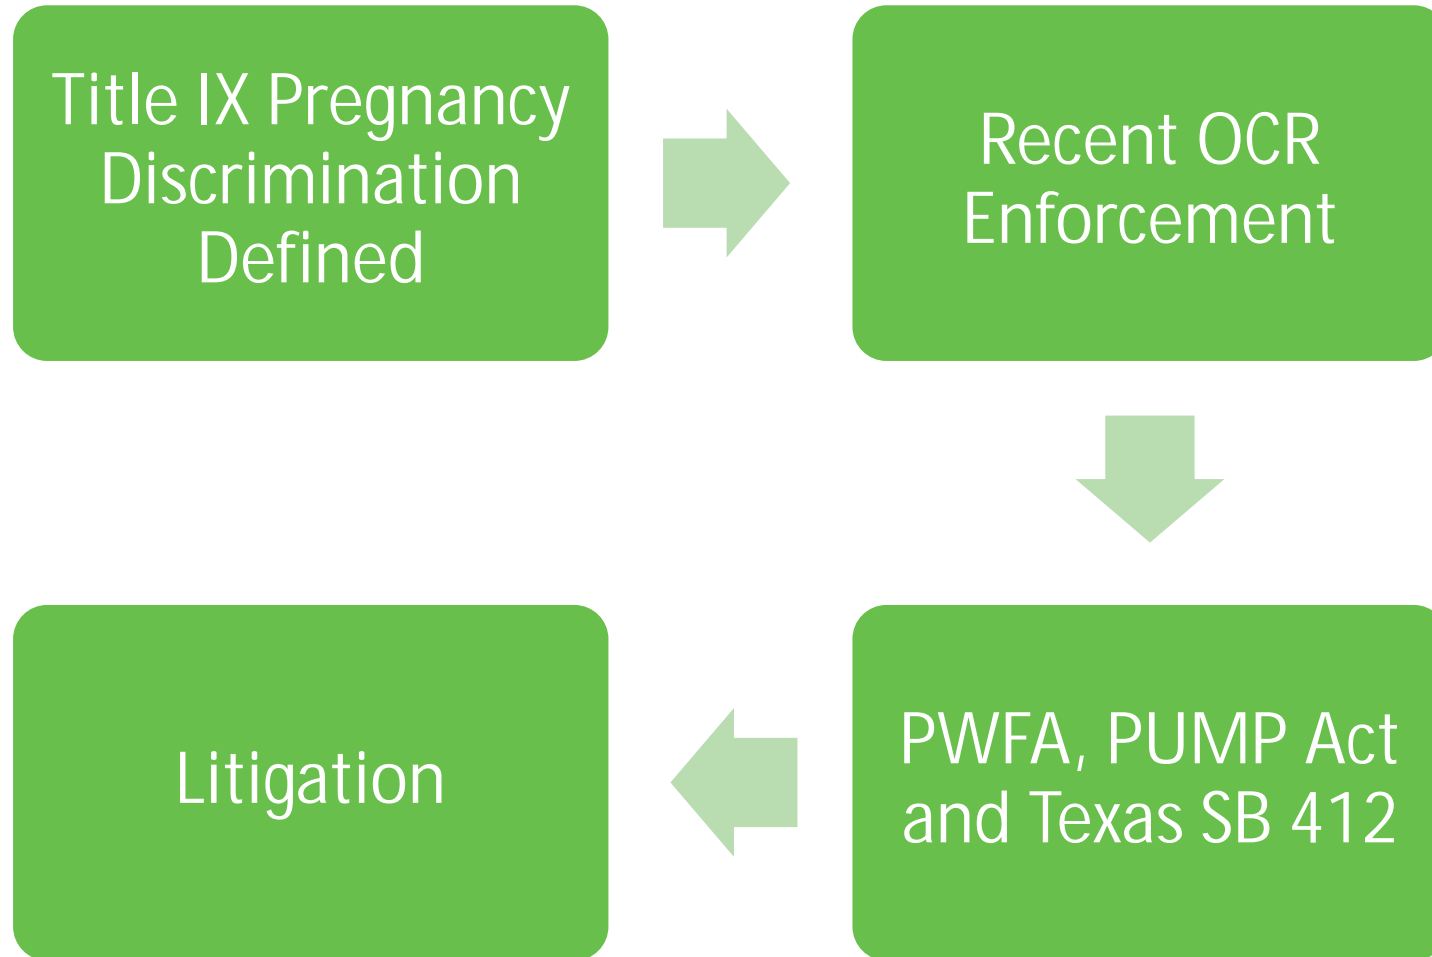 Title IX Pregnancy
Discrimination
Defined
Recent OCR
Enforcement
PWFA, PUMP Act
and Texas SB 412
Litigation